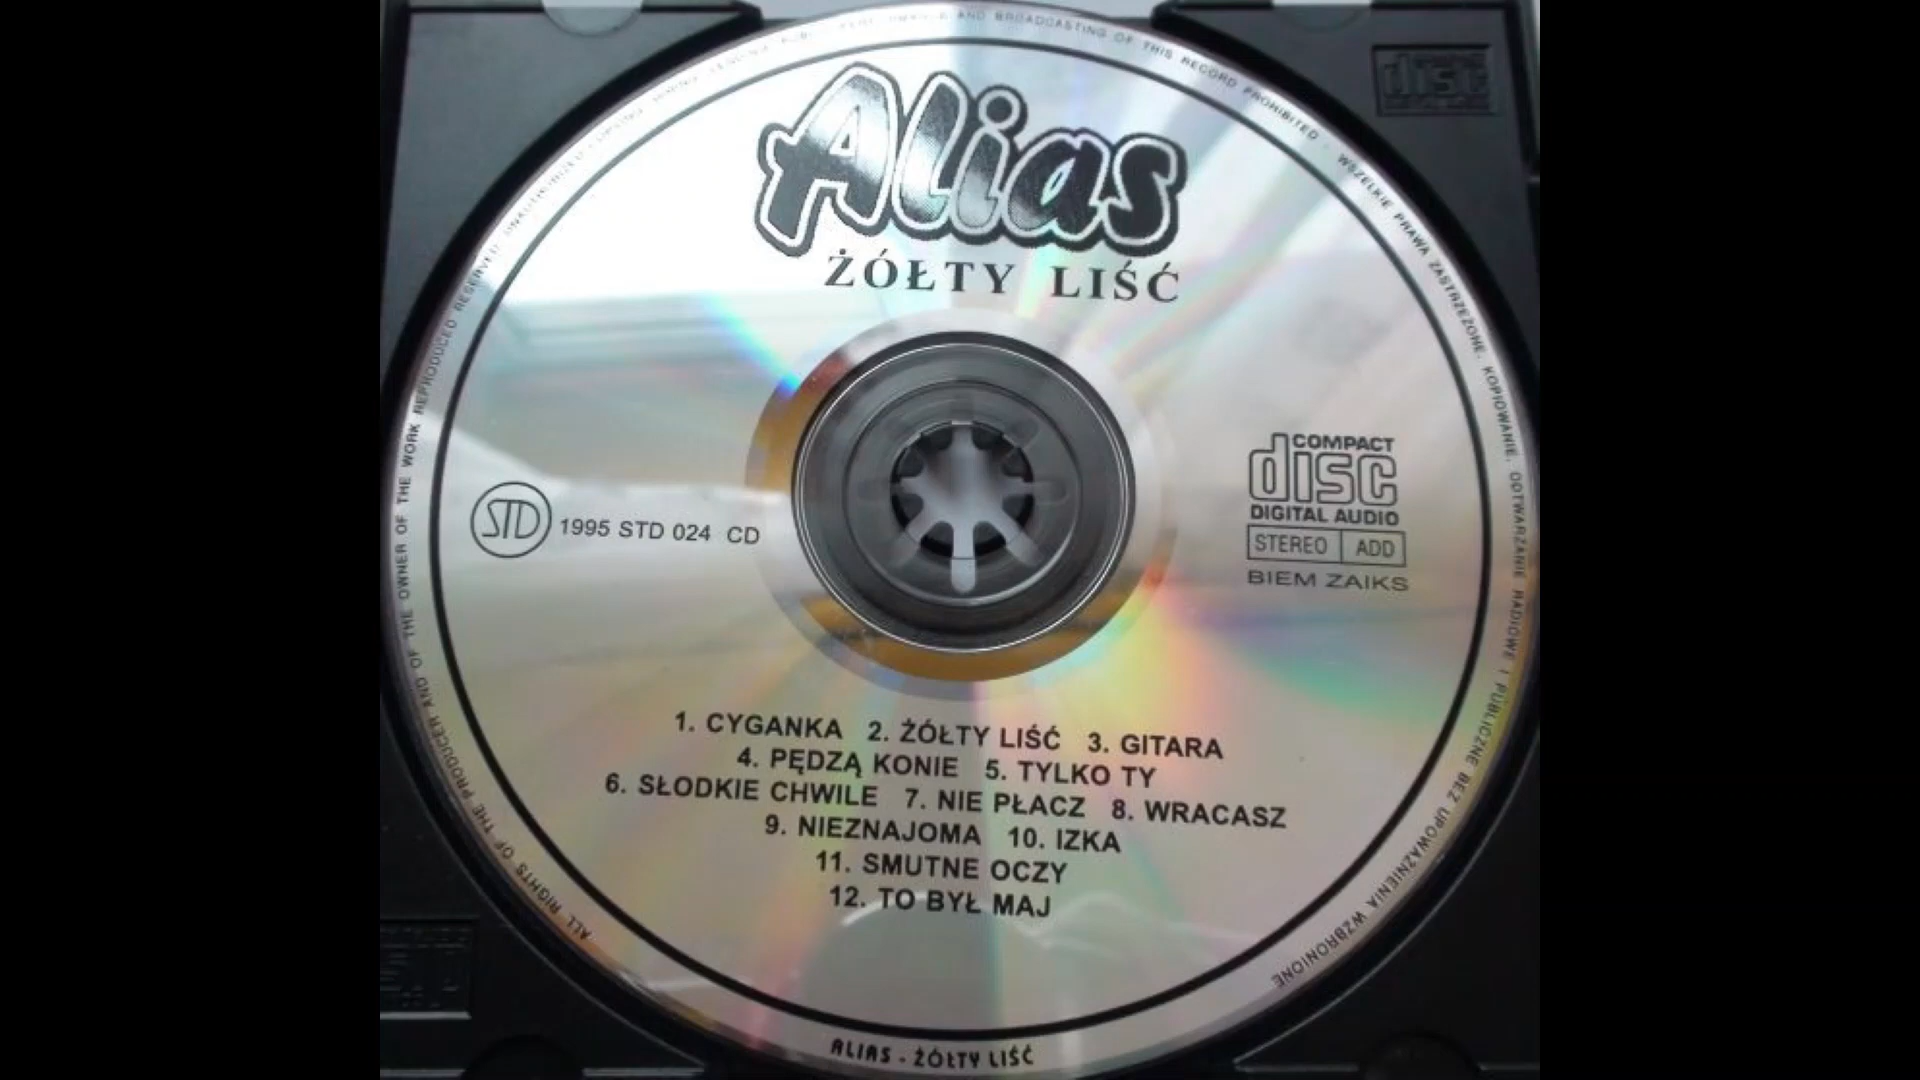 Alias
ŻÓŁTY LIŚĆ
STD
1995 STD 024 CD
COMPACT
disc
DIGITAL AUDIO
STEREO ADD
BIEM ZAIKS
1. CYGANKA 2. ŻÓŁTY LIŚĆ 3. GITARA
4. PĘDZĄ KONIE 5. TYLKO TY
6. SŁODKIE CHWILE 7. NIE PŁACZ 8. WRACASZ
9. NIEZNAJOMA 10. IZKA
11. SMUTNE OCZY
12. TO BYŁ MAJ
ALL RIGHTS OF THE PRODUCER AND OF THE OWNER OF THE WORK REPRODUCED RESERVED AND BROADCASTING OF THIS RECORD PROHIBITED - WSZELKIE PRAWA ZASTRZEŻONE. KOPIOWANIE, ODTWARZANIE RADIOWE I PUBLICZNE BEZ UPOWAŻNIENIA WZBRONIONE
ALIAS - ŻÓŁTY LIŚĆ
disc